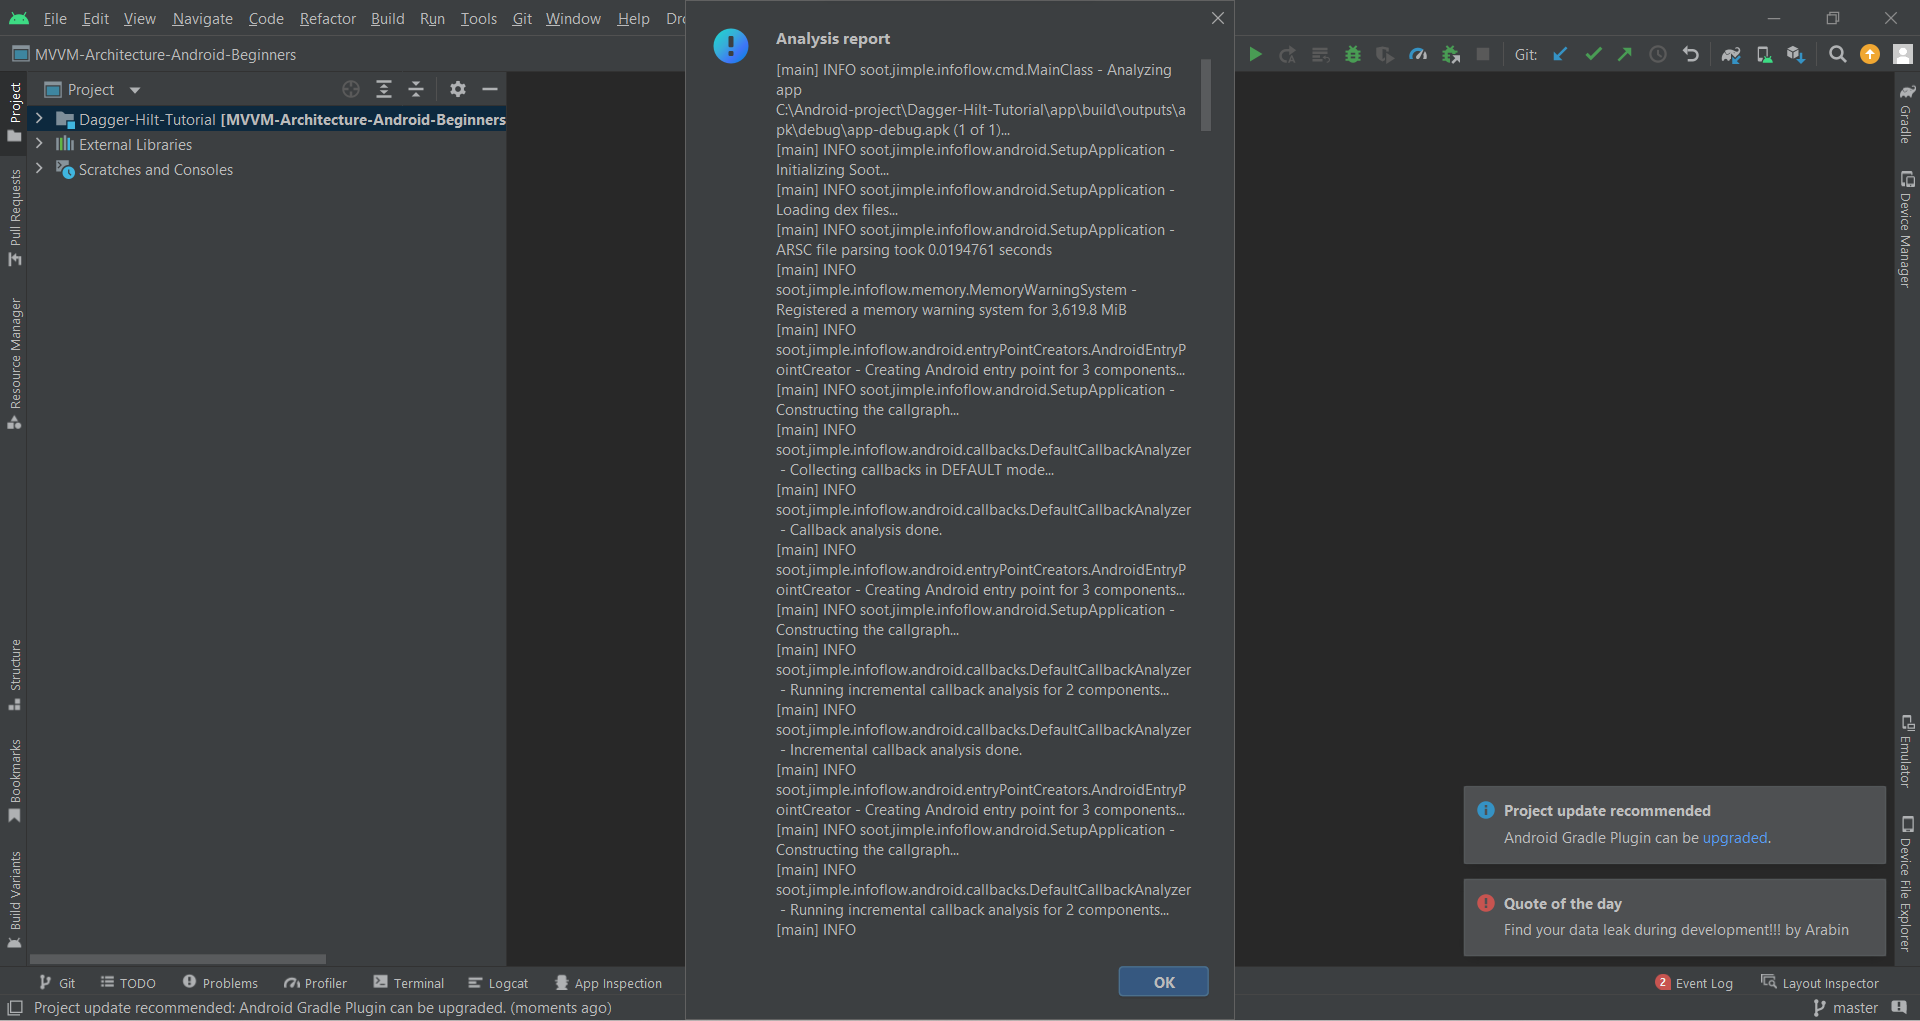 File Edit View Navigate Code Refactor Build Run Tools Git Window Help Dro
MVVM-Architecture-Android-Beginners
Git:
Project
Dagger-Hilt-Tutorial [MVVM-Architecture-Android-Beginners
External Libraries
Scratches and Consoles
Project
Pull Requests
Resource Manager
Structure
Bookmarks
Build Variants
Analysis report
[main] INFO soot.jimple.infoflow.cmd.MainClass - Analyzing
app
C:\Android-project\Dagger-Hilt-Tutorial\app\build\outputs\a
pk\debug\app-debug.apk (1 of 1)...
[main] INFO soot.jimple.infoflow.android.SetupApplication -
Initializing Soot...
[main] INFO soot.jimple.infoflow.android.SetupApplication -
Loading dex files...
[main] INFO soot.jimple.infoflow.android.SetupApplication -
ARSC file parsing took 0.0194761 seconds
[main] INFO
soot.jimple.infoflow.memory.MemoryWarningSystem -
Registered a memory warning system for 3,619.8 MiB
[main] INFO
soot.jimple.infoflow.android.entryPointCreators.AndroidEntryP
ointCreator - Creating Android entry point for 3 components...
[main] INFO soot.jimple.infoflow.android.SetupApplication -
Constructing the callgraph...
[main] INFO
soot.jimple.infoflow.android.callbacks.DefaultCallbackAnalyzer
- Collecting callbacks in DEFAULT mode...
[main] INFO
soot.jimple.infoflow.android.callbacks.DefaultCallbackAnalyzer
- Callback analysis done.
[main] INFO
soot.jimple.infoflow.android.entryPointCreators.AndroidEntryP
ointCreator - Creating Android entry point for 3 components...
[main] INFO soot.jimple.infoflow.android.SetupApplication -
Constructing the callgraph...
[main] INFO
soot.jimple.infoflow.android.callbacks.DefaultCallbackAnalyzer
- Running incremental callback analysis for 2 components...
[main] INFO
soot.jimple.infoflow.android.callbacks.DefaultCallbackAnalyzer
- Incremental callback analysis done.
[main] INFO
soot.jimple.infoflow.android.entryPointCreators.AndroidEntryP
ointCreator - Creating Android entry point for 3 components...
[main] INFO soot.jimple.infoflow.android.SetupApplication -
Constructing the callgraph...
[main] INFO
soot.jimple.infoflow.android.callbacks.DefaultCallbackAnalyzer
- Running incremental callback analysis for 2 components...
[main] INFO
OK
Gradle
Device Manager
Emulator
Device File Explorer
Project update recommended
Android Gradle Plugin can be upgraded.
Quote of the day
Find your data leak during development!!! by Arabin
Git TODO Problems Profiler Terminal Logcat App Inspection
2 Event Log Layout Inspector
Project update recommended: Android Gradle Plugin can be upgraded. (moments ago)
master